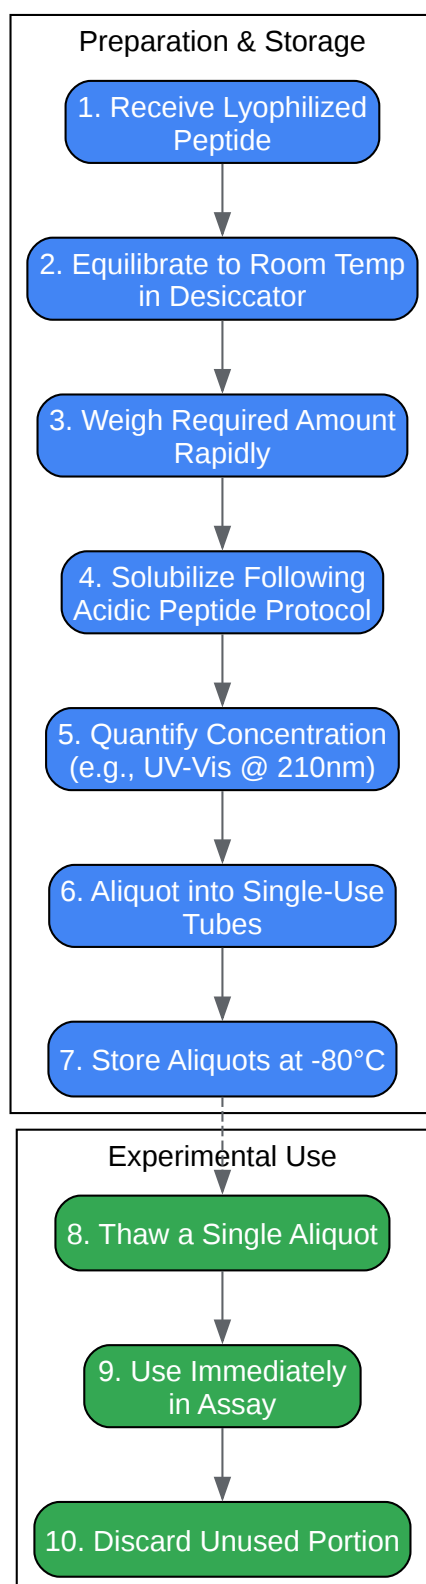 Preparation & Storage
1. Receive Lyophilized
Peptide
2. Equilibrate to Room Temp
in Desiccator
3. Weigh Required Amount
Rapidly
4. Solubilize Following
Acidic Peptide Protocol
5. Quantify Concentration
(e.g., UV-Vis @ 210nm)
6. Aliquot into Single-Use
Tubes
7. Store Aliquots at -80°C
Experimental Use
8. Thaw a Single Aliquot
9. Use Immediately
in Assay
10. Discard Unused Portion